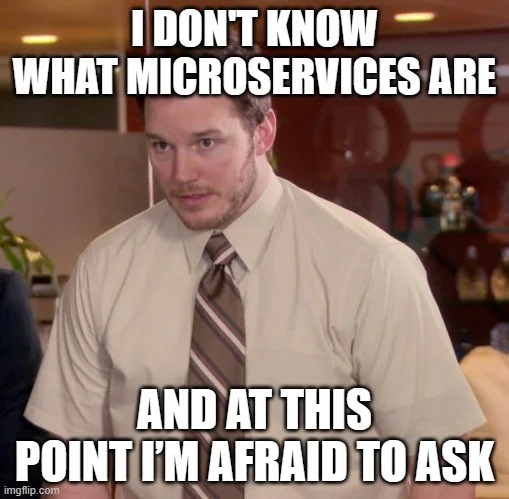 I DON'T KNOW
WHAT MICROSERVICES ARE
AND AT THIS
POINT I’M AFRAID TO ASK
imgflip.com